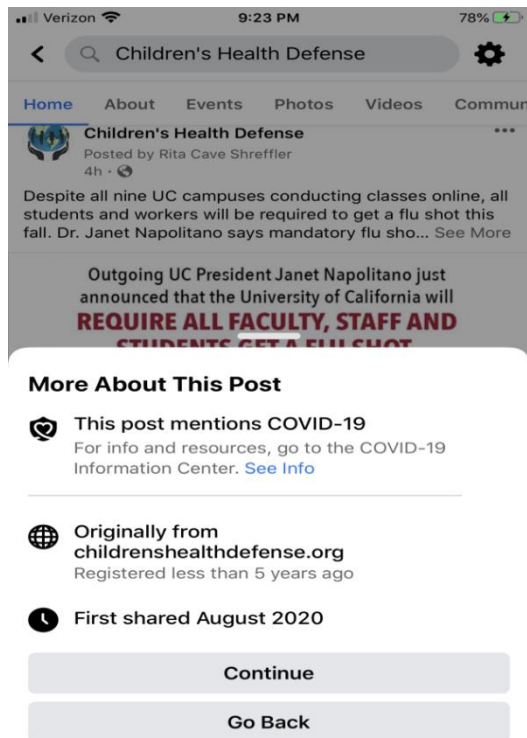 Verizon 9:23 PM 78%
Children's Health Defense
Home About Events Photos Videos Commun
Children's Health Defense
Posted by Rita Cave Shreffler
4h ·
Despite all nine UC campuses conducting classes online, all
students and workers will be required to get a flu shot this
fall. Dr. Janet Napolitano says mandatory flu sho... See More
Outgoing UC President Janet Napolitano just
announced that the University of California will
REQUIRE ALL FACULTY, STAFF AND
STUDENTS GET A FLU SHOT
More About This Post
This post mentions COVID-19
For info and resources, go to the COVID-19
Information Center. See Info
Originally from
childrenshealthdefense.org
Registered less than 5 years ago
First shared August 2020
Continue
Go Back